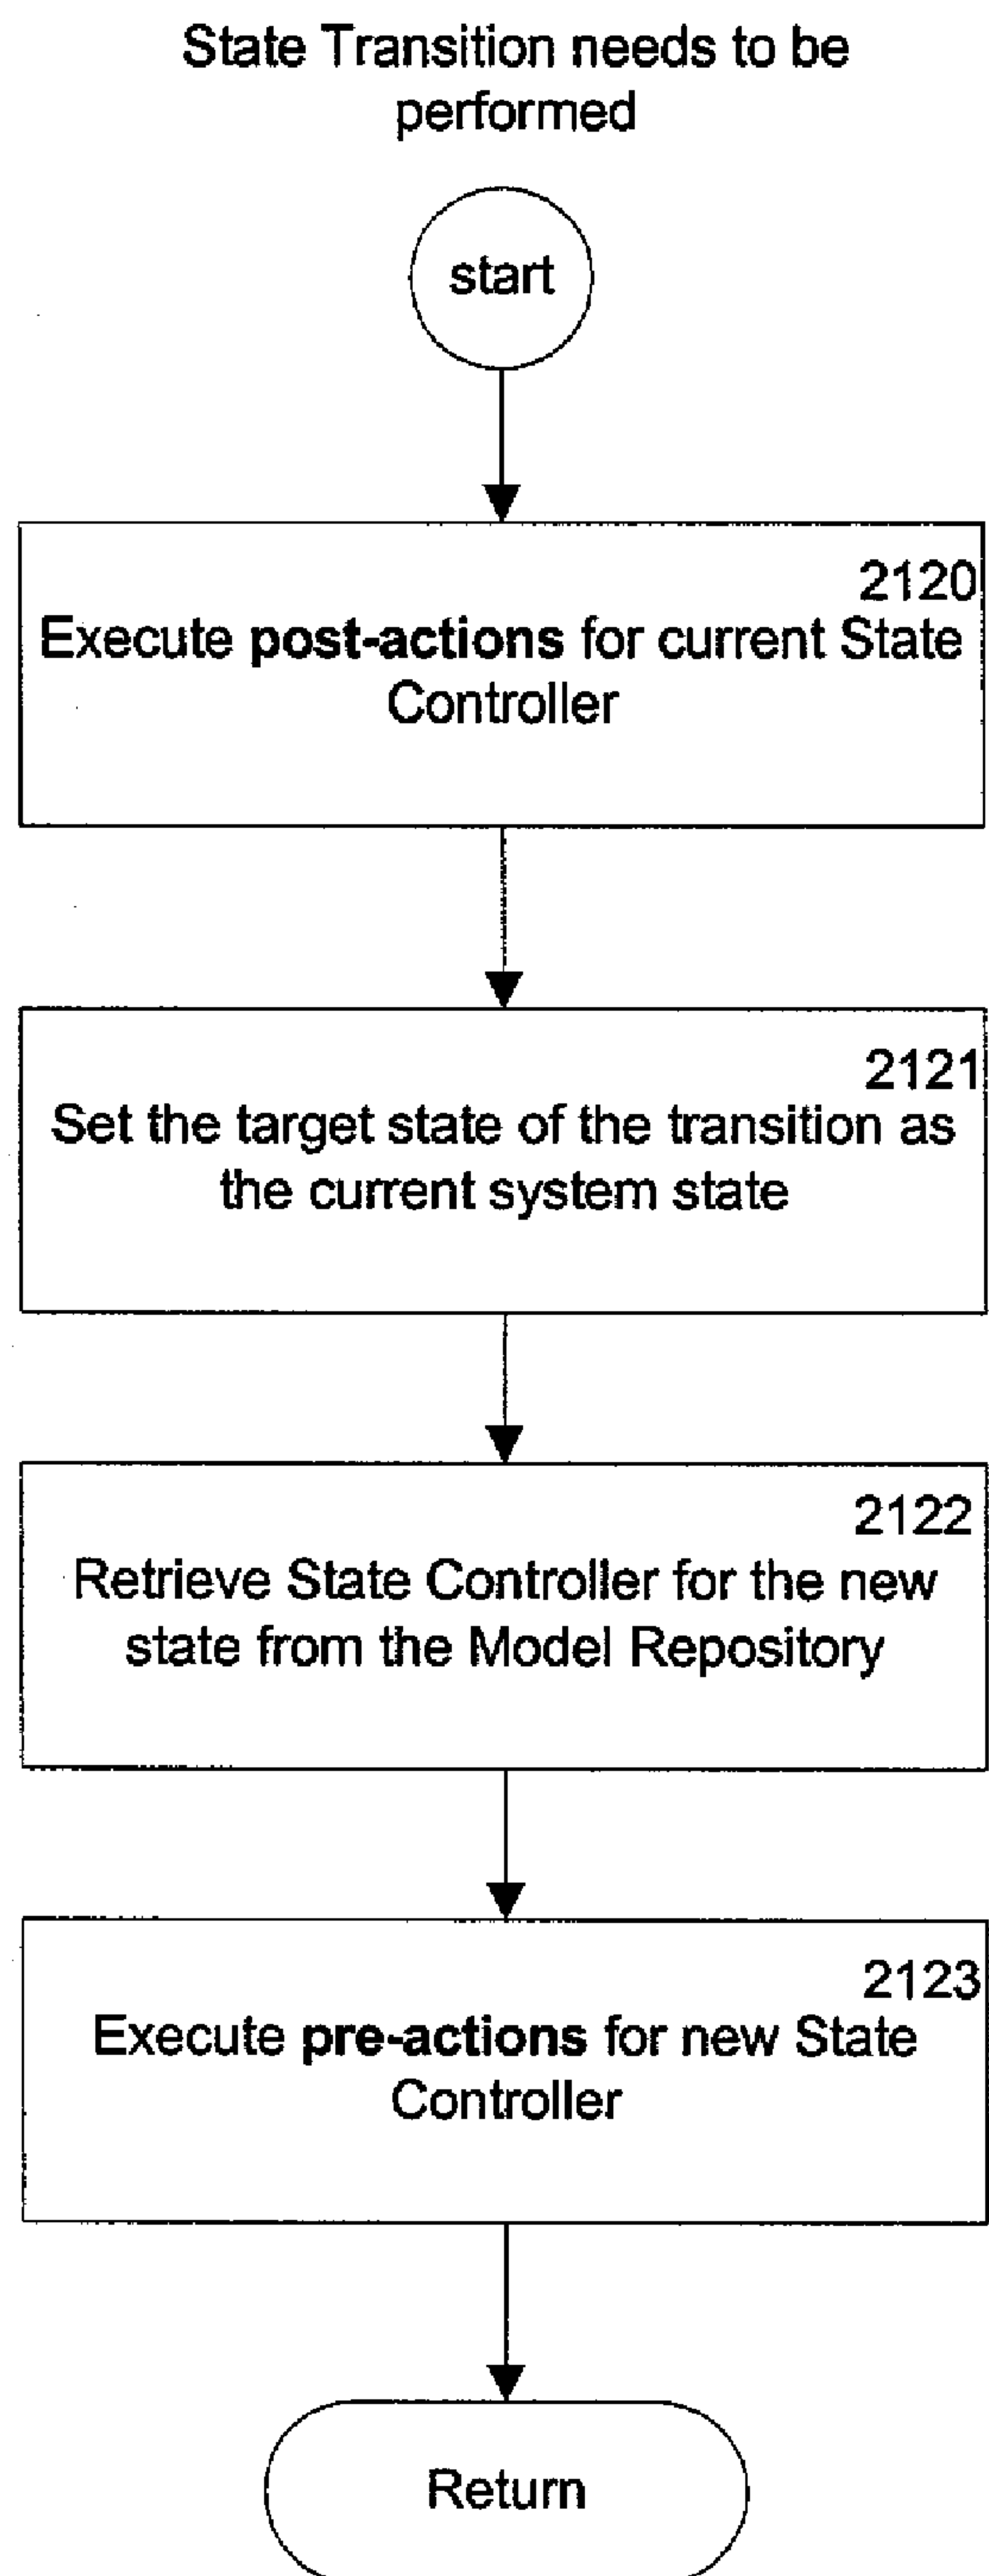 State Transition needs to be
performed
start
2120
Execute post-actions for current State
Controller
2121
Set the target state of the transition as
the current system state
2122
Retrieve State Controller for the new
state from the Model Repository
2123
Execute pre-actions for new State
Controller
Return